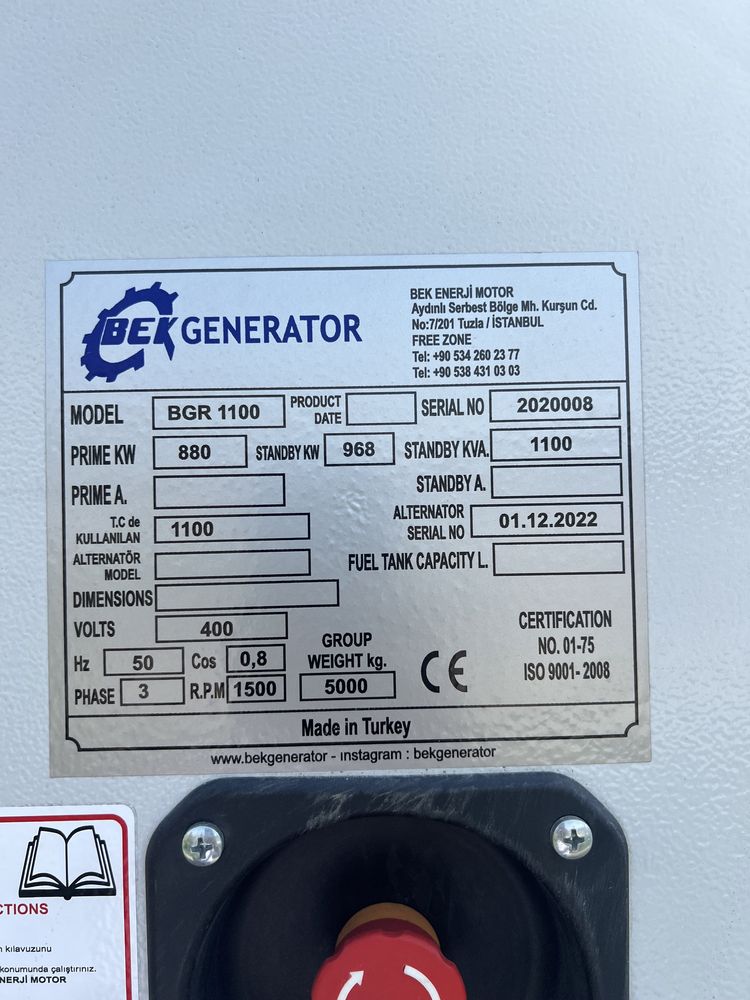 BEK GENERATOR
BEK ENERJİ MOTOR
Aydınlı Serbest Bölge Mh. Kurşun Cd.
No:7/201 Tuzla / İSTANBUL
FREE ZONE
Tel: +90 534 260 23 77
Tel: +90 538 431 03 03
MODEL BGR 1100 PRODUCT DATE SERIAL NO 2020008
PRIME KW 880 STANDBY KW 968 STANDBY KVA. 1100
PRIME A. STANDBY A.
T.C de KULLANILAN 1100 ALTERNATOR SERIAL NO 01.12.2022
ALTERNATÖR MODEL FUEL TANK CAPACITY L.
DIMENSIONS
VOLTS 400
Hz 50 Cos 0,8 GROUP WEIGHT kg. 5000
PHASE 3 R.P.M 1500
CE
CERTIFICATION
NO. 01-75
ISO 9001- 2008
Made in Turkey
www.bekgenerator - ınstagram : bekgenerator
CTIONS
n kılavuzunu
konumunda çalıştırınız.
NERJİ MOTOR